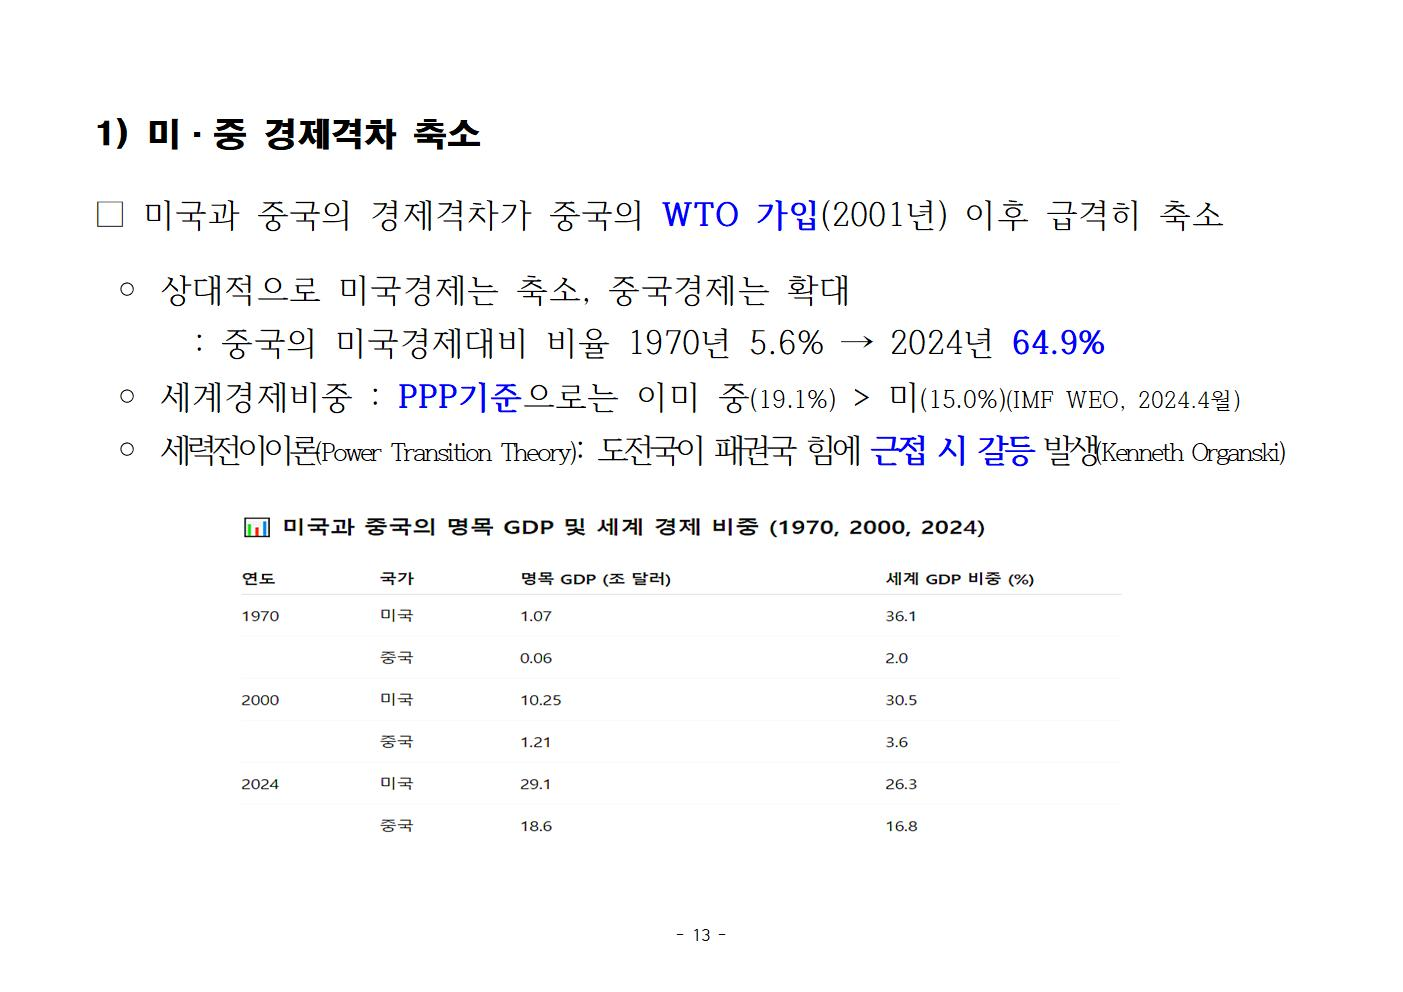 1) 미·중 경제격차 축소
□ 미국과 중국의 경제격차가 중국의 WTO 가입(2001년) 이후 급격히 축소
○ 상대적으로 미국경제는 축소, 중국경제는 확대
: 중국의 미국경제대비 비율 1970년 5.6% → 2024년 64.9%
○ 세계경제비중 : PPP기준으로는 이미 중(19.1%) > 미(15.0%)(IMF WEO, 2024.4월)
○ 세력전이이론(Power Transition Theory): 도전국이 패권국 힘에 근접 시 갈등 발생(Kenneth Organski)
📊 미국과 중국의 명목 GDP 및 세계 경제 비중 (1970, 2000, 2024)
연도 국가 명목 GDP (조 달러) 세계 GDP 비중 (%)
1970 미국 1.07 36.1
중국 0.06 2.0
2000 미국 10.25 30.5
중국 1.21 3.6
2024 미국 29.1 26.3
중국 18.6 16.8
- 13 -